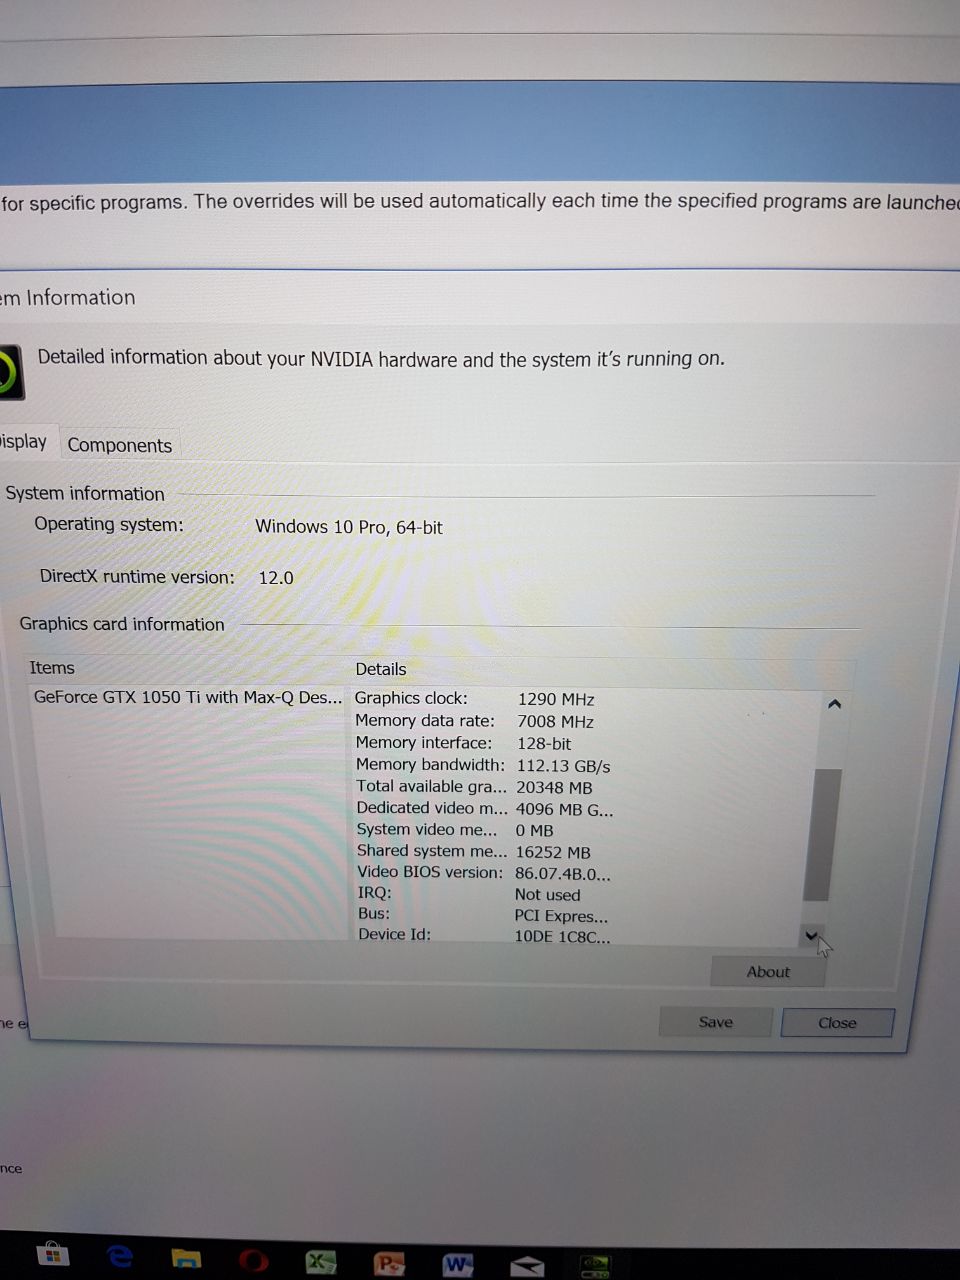 for specific programs. The overrides will be used automatically each time the specified programs are launched
em Information
Detailed information about your NVIDIA hardware and the system it's running on.
isplay Components
System information
Operating system: Windows 10 Pro, 64-bit
DirectX runtime version: 12.0
Graphics card information
Items Details
GeForce GTX 1050 Ti with Max-Q Des... Graphics clock: 1290 MHz
Memory data rate: 7008 MHz
Memory interface: 128-bit
Memory bandwidth: 112.13 GB/s
Total available gra... 20348 MB
Dedicated video m... 4096 MB G...
System video me... 0 MB
Shared system me... 16252 MB
Video BIOS version: 86.07.4B.0...
IRQ: Not used
Bus: PCI Expres...
Device Id: 10DE 1C8C...
About
Save Close
he e
nce